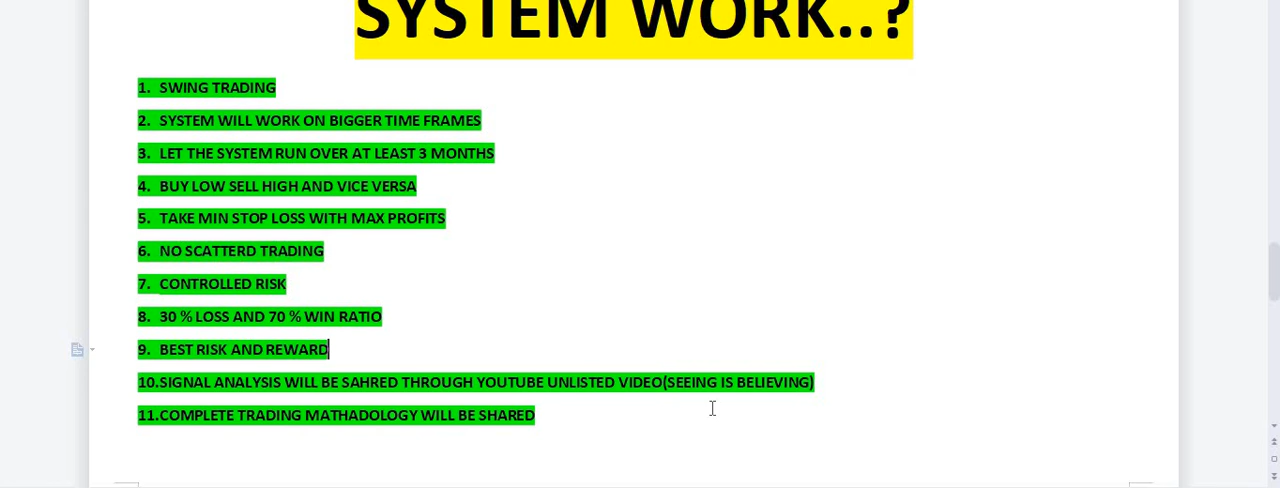 SYSTEM WORK..?
1. SWING TRADING
2. SYSTEM WILL WORK ON BIGGER TIME FRAMES
3. LET THE SYSTEM RUN OVER AT LEAST 3 MONTHS
4. BUY LOW SELL HIGH AND VICE VERSA
5. TAKE MIN STOP LOSS WITH MAX PROFITS
6. NO SCATTERD TRADING
7. CONTROLLED RISK
8. 30 % LOSS AND 70 % WIN RATIO
9. BEST RISK AND REWARD
10.SIGNAL ANALYSIS WILL BE SAHRED THROUGH YOUTUBE UNLISTED VIDEO(SEEING IS BELIEVING)
11.COMPLETE TRADING MATHADOLOGY WILL BE SHARED